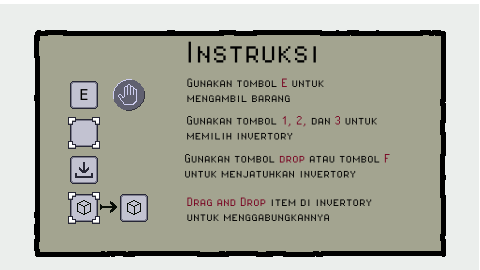 INSTRUKSI
E
GUNAKAN TOMBOL E UNTUK
MENGAMBIL BARANG
GUNAKAN TOMBOL 1, 2, DAN 3 UNTUK
MEMILIH INVERTORY
GUNAKAN TOMBOL DROP ATAU TOMBOL F
UNTUK MENJATUHKAN INVERTORY
DRAG AND DROP ITEM DI INVERTORY
UNTUK MENGGABUNGKANNYA